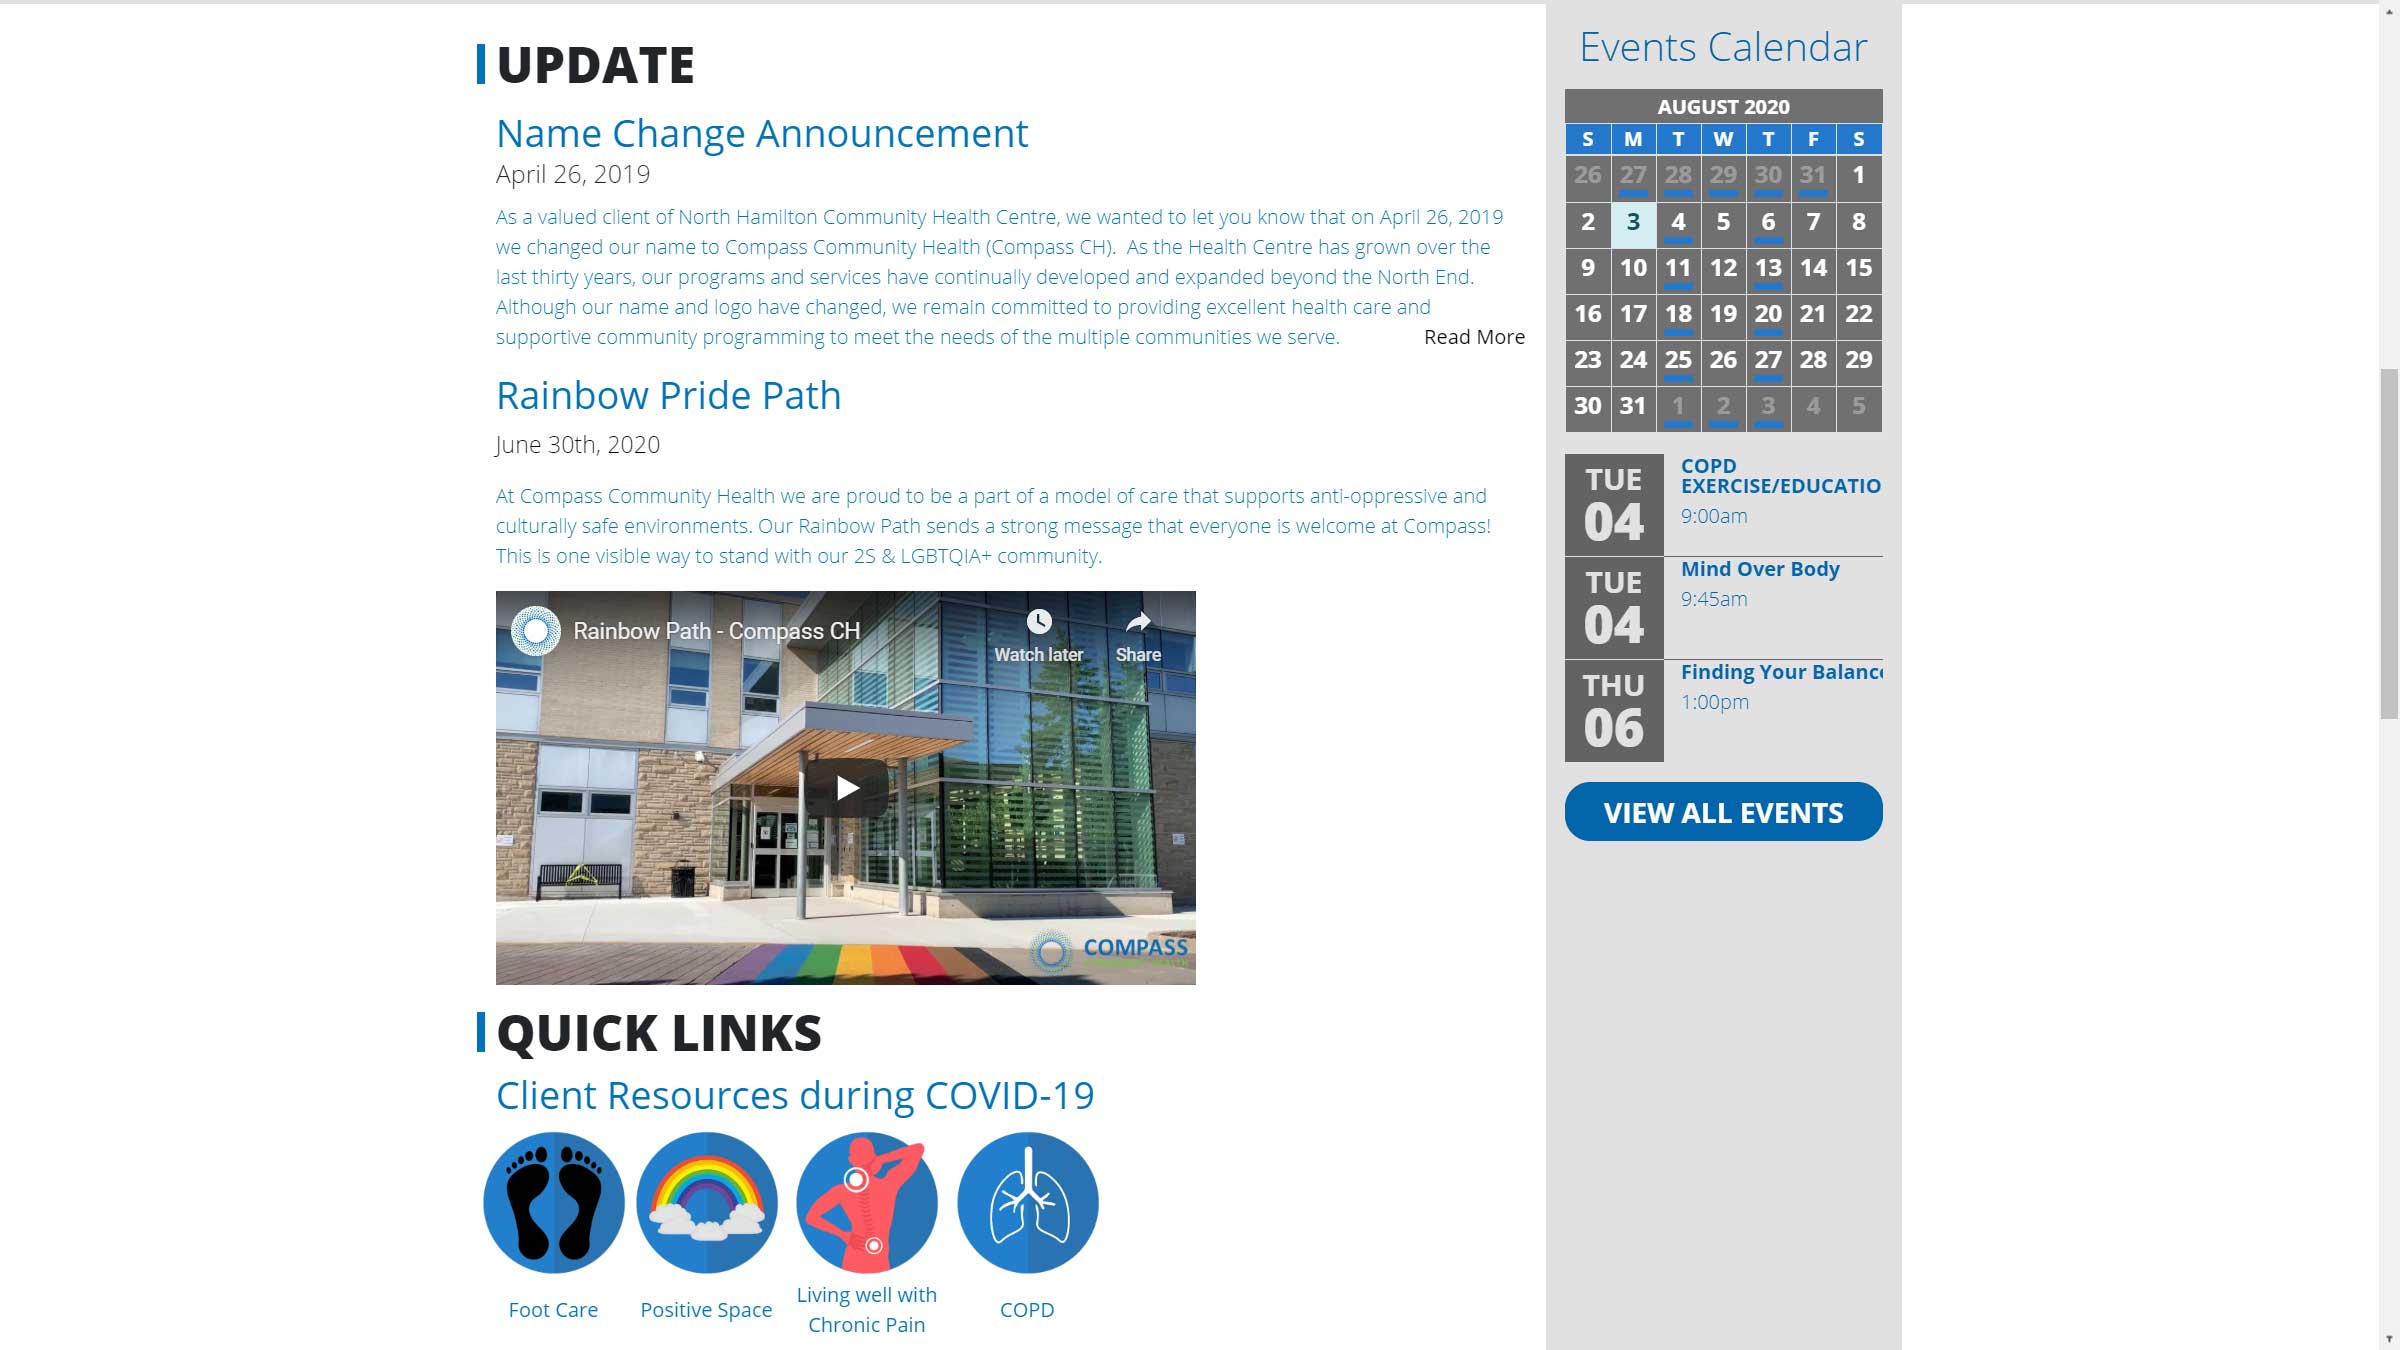 UPDATE
Name Change Announcement
April 26, 2019
As a valued client of North Hamilton Community Health Centre, we wanted to let you know that on April 26, 2019
we changed our name to Compass Community Health (Compass CH).  As the Health Centre has grown over the
last thirty years, our programs and services have continually developed and expanded beyond the North End.
Although our name and logo have changed, we remain committed to providing excellent health care and
supportive community programming to meet the needs of the multiple communities we serve.
Read More
Rainbow Pride Path
June 30th, 2020
At Compass Community Health we are proud to be a part of a model of care that supports anti-oppressive and
culturally safe environments. Our Rainbow Path sends a strong message that everyone is welcome at Compass!
This is one visible way to stand with our 2S & LGBTQIA+ community.
Rainbow Path - Compass CH
Watch later
Share
COMPASS
COMMUNITY HEALTH
QUICK LINKS
Client Resources during COVID-19
Foot Care
Positive Space
Living well with
Chronic Pain
COPD
Events Calendar
AUGUST 2020
S M T W T F S
26 27 28 29 30 31 1
2 3 4 5 6 7 8
9 10 11 12 13 14 15
16 17 18 19 20 21 22
23 24 25 26 27 28 29
30 31 1 2 3 4 5
TUE
04
COPD
EXERCISE/EDUCATIO
9:00am
TUE
04
Mind Over Body
9:45am
THU
06
Finding Your Balance
1:00pm
VIEW ALL EVENTS